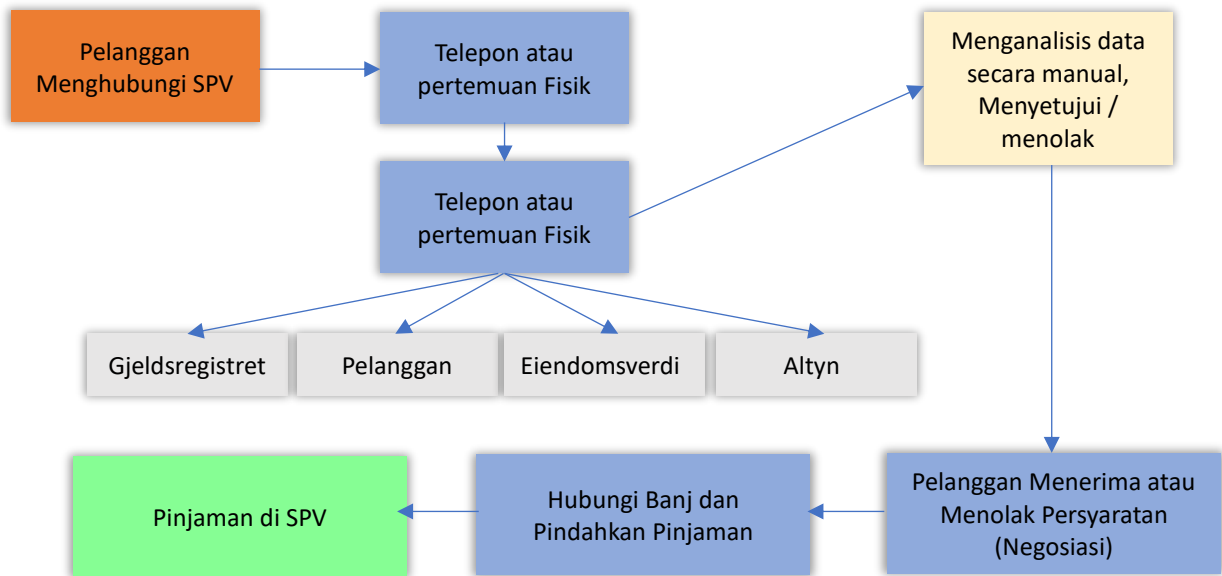 Pelanggan
Menghubungi SPV
Telepon atau
pertemuan Fisik
Menganalisis data
secara manual,
Menyetujui /
menolak
Telepon atau
pertemuan Fisik
Gjeldsregistret
Pelanggan
Eiendomsverdi
Altyn
Pinjaman di SPV
Hubungi Banj dan
Pindahkan Pinjaman
Pelanggan Menerima atau
Menolak Persyaratan
(Negosiasi)